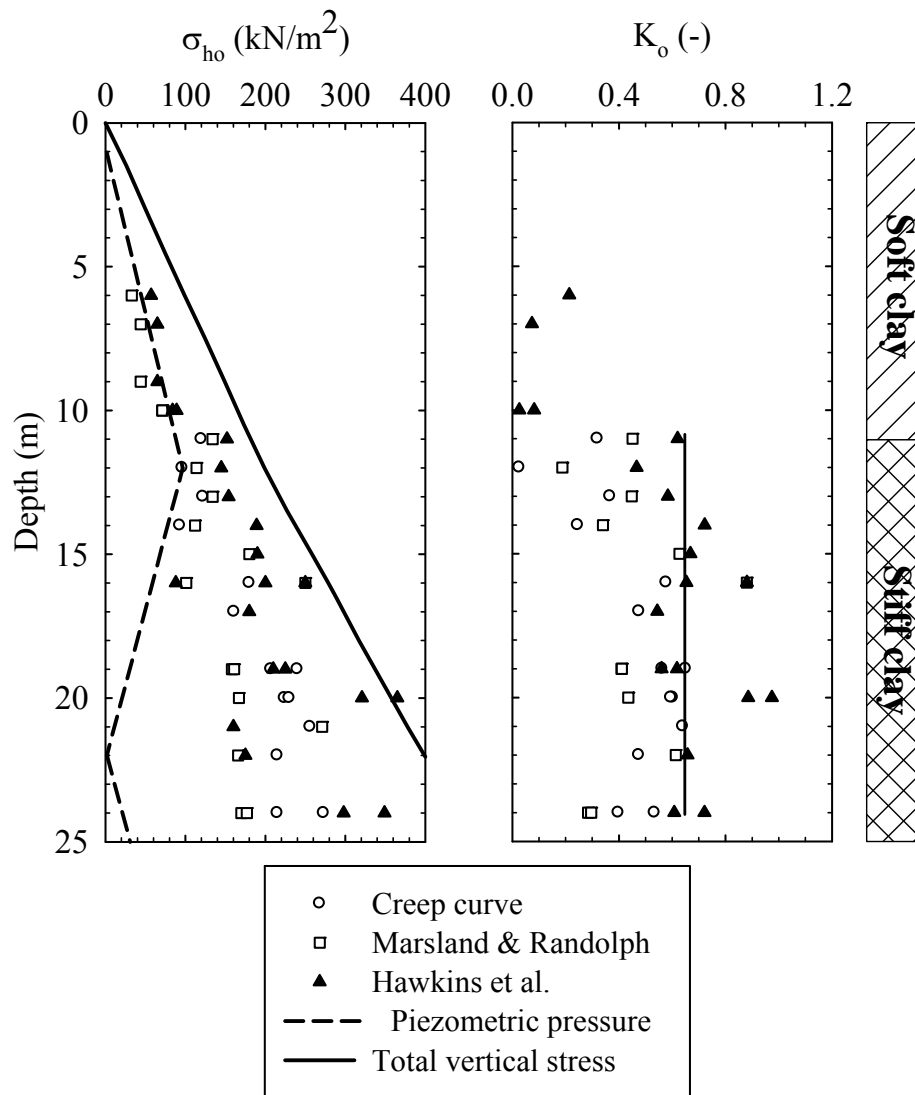 σho (kN/m2)
Ko (-)
0 100 200 300 400
0.0 0.4 0.8 1.2
0
5
10
15
20
25
Depth (m)
Soft clay
Stiff clay
Creep curve
Marsland & Randolph
Hawkins et al.
Piezometric pressure
Total vertical stress